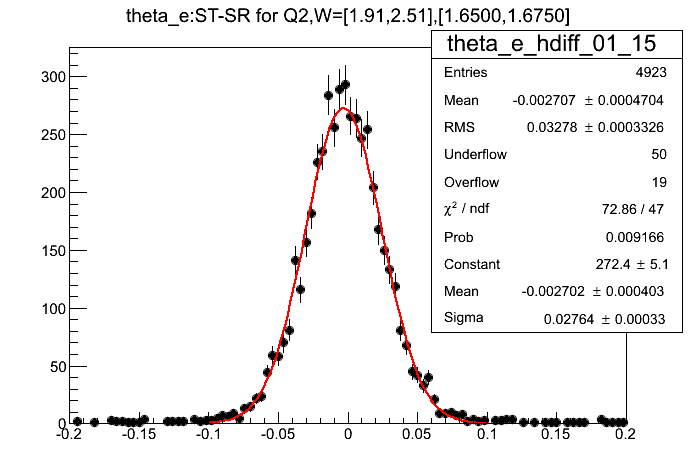 theta_e:ST-SR for Q2,W=[1.91,2.51],[1.6500,1.6750]
theta_e_hdiff_01_15
Entries 4923
Mean -0.002707 ± 0.0004704
RMS 0.03278 ± 0.0003326
Underflow 50
Overflow 19
χ² / ndf 72.86 / 47
Prob 0.009166
Constant 272.4 ± 5.1
Mean -0.002702 ± 0.000403
Sigma 0.02764 ± 0.00033
300
250
200
150
100
50
0
-0.2 -0.15 -0.1 -0.05 0 0.05 0.1 0.15 0.2